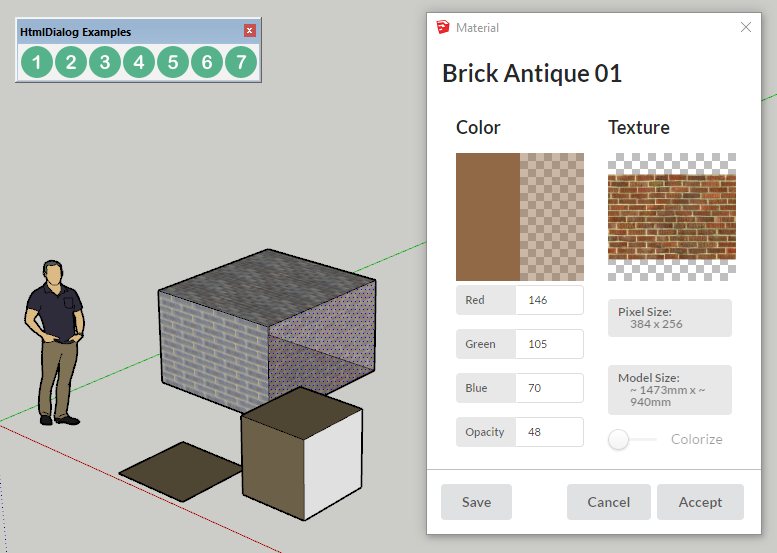 HtmlDialog Examples
1 2 3 4 5 6 7
Material
Brick Antique 01
Color
Texture
Red 146
Green 105
Blue 70
Opacity 48
Pixel Size:
384 x 256
Model Size:
~ 1473mm x ~
940mm
Colorize
Save
Cancel
Accept